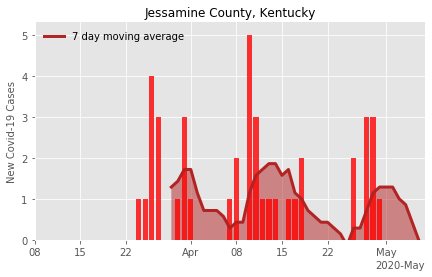 Jessamine County, Kentucky
7 day moving average
New Covid-19 Cases
5
4
3
2
1
0
08 15 22 Apr 08 15 22 May
2020-May